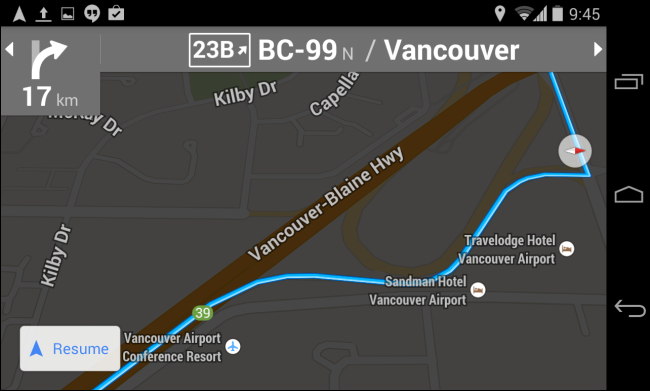 9:45
23B BC-99 N / Vancouver
17 km
Kilby Dr
Capella
McKay Dr
Vancouver-Blaine Hwy
Kilby Dr
Travelodge Hotel
Vancouver Airport
Sandman Hotel
Vancouver Airport
39
Vancouver Airport
Conference Resort
Resume